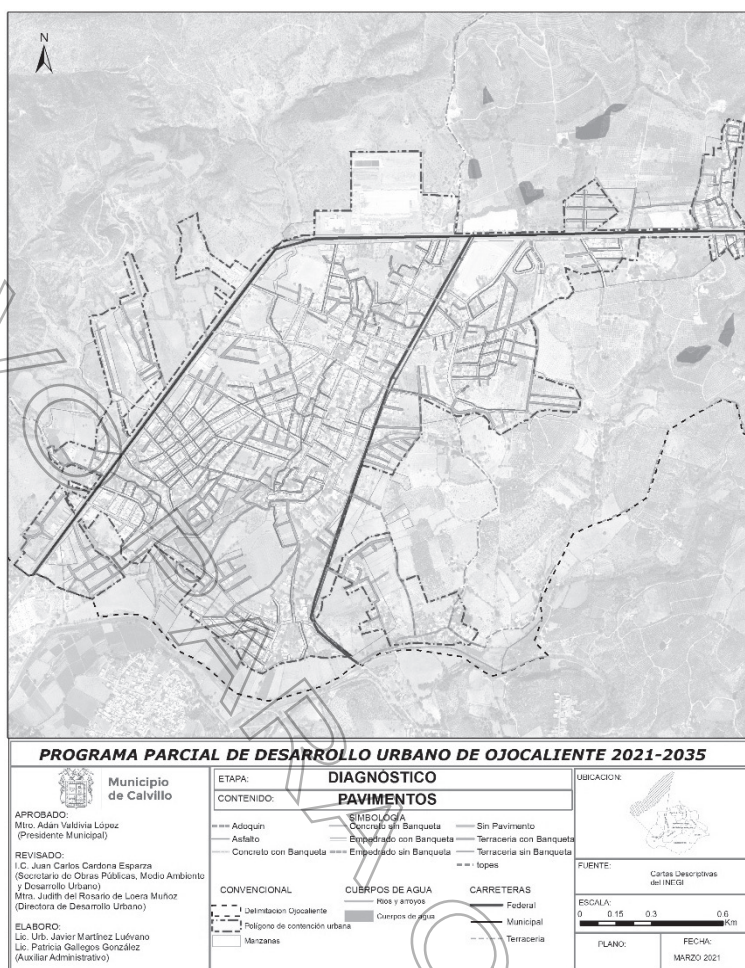 N
PROGRAMA PARCIAL DE DESARROLLO URBANO DE OJOCALIENTE 2021-2035
Municipio
de Calvillo
APROBADO:
Mtro. Adán Valdivia López
(Presidente Municipal)
REVISADO:
I.C. Juan Carlos Cardona Esparza
(Secretario de Obras Públicas, Medio Ambiente
y Desarrollo Urbano)
Mtra. Judith del Rosario de Loera Muñoz
(Directora de Desarrollo Urbano)
ELABORO:
Lic. Urb. Javier Martínez Luévano
Lic. Patricia Gallegos González
(Auxiliar Administrativo)
ETAPA: DIAGNÓSTICO
CONTENIDO: PAVIMENTOS
SIMBOLOGIA
Adoquin
Asfalto
Concreto con Banqueta
Concreto sin Banqueta
Empedrado con Banqueta
Empedrado sin Banqueta
Sin Pavimento
Terraceria con Banqueta
Terraceria sin Banqueta
topes
CONVENCIONAL
Delimitacion Ojocaliente
Poligono de contención urbana
Manzanas
CUERPOS DE AGUA
Rios y arroyos
Cuerpos de agua
CARRETERAS
Federal
Municipal
Terraceria
UBICACION:
FUENTE:
Cartas Descriptivas
del INEGI
ESCALA:
0 0.15 0.3 0.6
Km
PLANO:
FECHA:
MARZO 2021